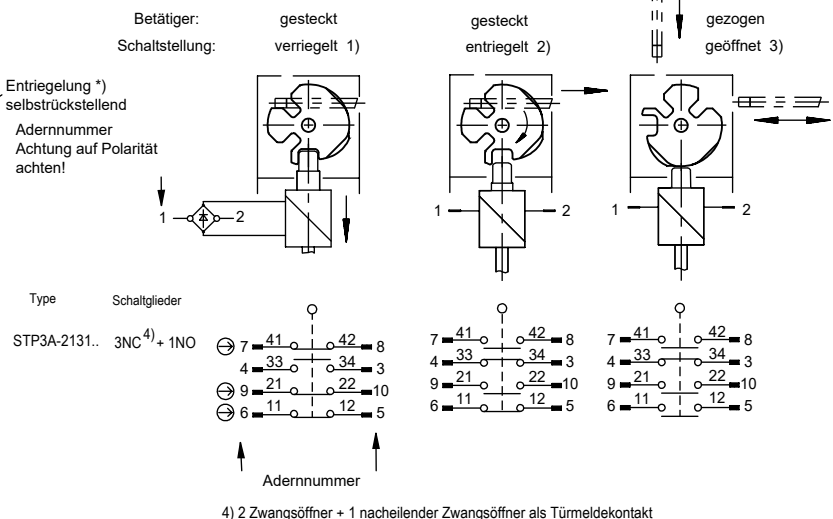 Betätiger: gesteckt gesteckt gezogen
Schaltstellung: verriegelt 1) entriegelt 2) geöffnet 3)
Entriegelung *)
selbstrückstellend
Adernnummer
Achtung auf Polarität
achten!
1 2 1 2 1 2
Type Schaltglieder
STP3A-2131.. 3NC 4) + 1NO
7 41 42 8 7 41 42 8 7 41 42 8
4 33 34 3 4 33 34 3 4 33 34 3
9 21 22 10 9 21 22 10 9 21 22 10
6 11 12 5 6 11 12 5 6 11 12 5
Adernnummer
4) 2 Zwangsöffner + 1 nacheilender Zwangsöffner als Türmeldekontakt